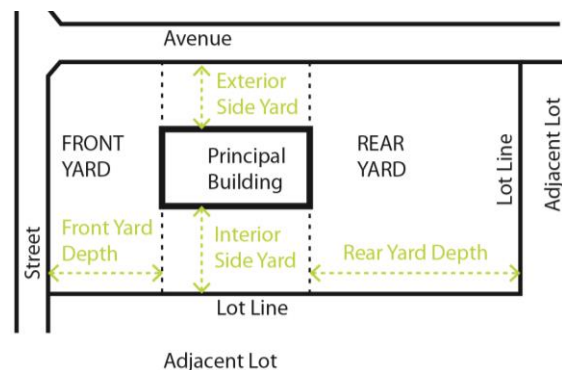 Avenue
Exterior
Side Yard
FRONT
YARD
Principal
Building
REAR
YARD
Lot Line
Adjacent Lot
Street
Front Yard
Depth
Interior
Side Yard
Rear Yard Depth
Lot Line
Adjacent Lot